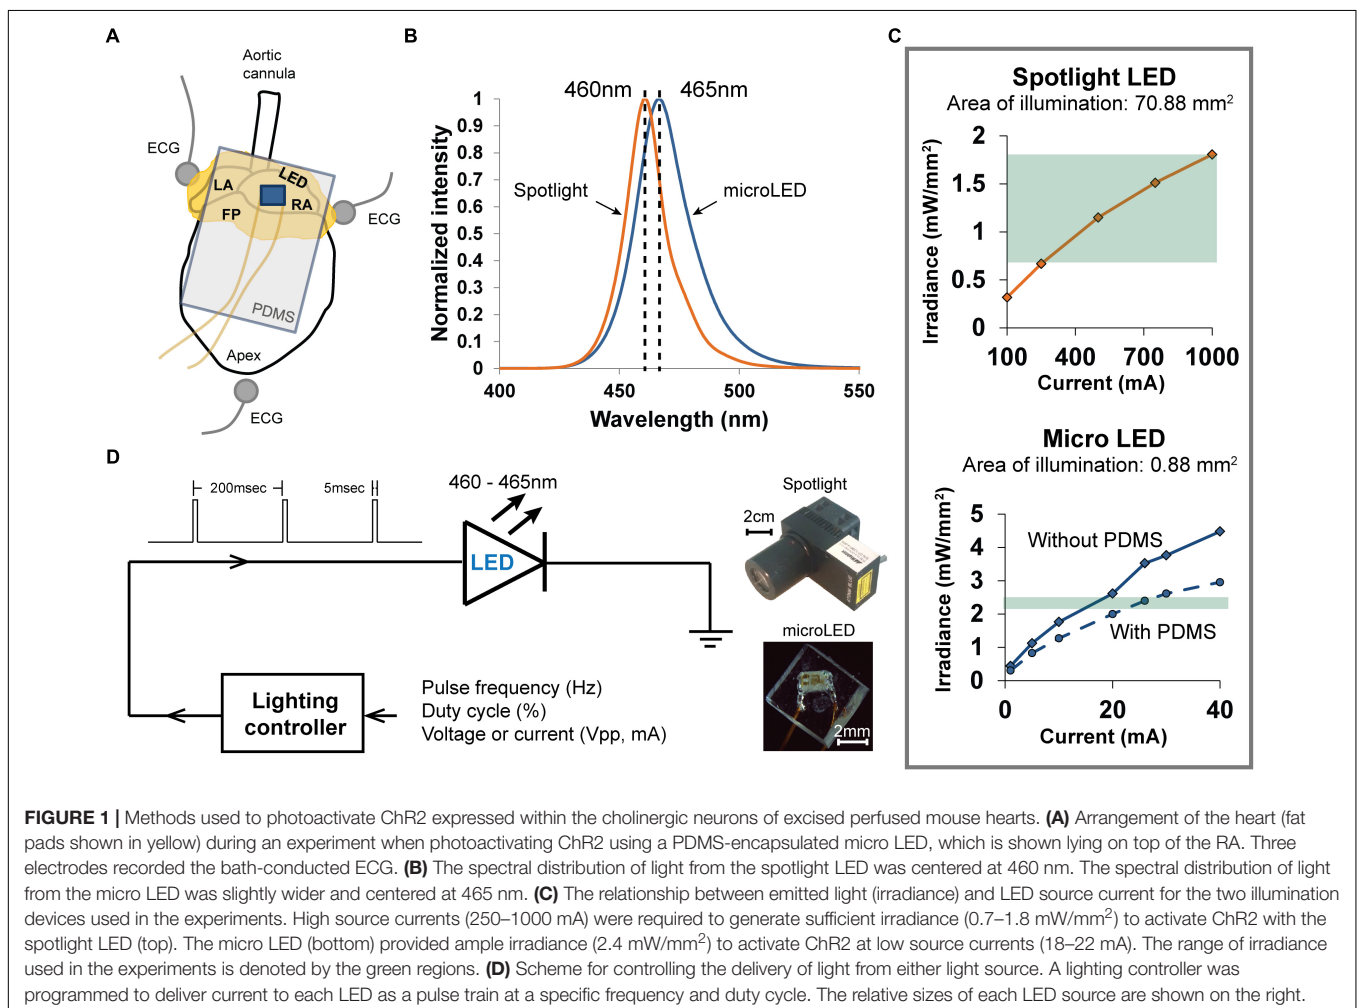 A
Aortic
cannula
ECG
LA
LED
FP
RA
ECG
PDMS
Apex
ECG
B
460nm
465nm
1
0.9
0.8
0.7
0.6
0.5
0.4
0.3
0.2
0.1
0
Normalized intensity
Spotlight
microLED
400
450
500
550
Wavelength (nm)
C
Spotlight LED
Area of illumination: 70.88 mm²
2
1.5
1
0.5
0
Irradiance (mW/mm²)
100
400
700
1000
Current (mA)
Micro LED
Area of illumination: 0.88 mm²
5
4
3
2
1
0
Irradiance (mW/mm²)
Without PDMS
With PDMS
0
20
40
Current (mA)
D
200msec
5msec
460 - 465nm
LED
Lighting
controller
Pulse frequency (Hz)
Duty cycle (%)
Voltage or current (Vpp, mA)
Spotlight
2cm
microLED
2mm
FIGURE 1 | Methods used to photoactivate ChR2 expressed within the cholinergic neurons of excised perfused mouse hearts. (A) Arrangement of the heart (fat
pads shown in yellow) during an experiment when photoactivating ChR2 using a PDMS-encapsulated micro LED, which is shown lying on top of the RA. Three
electrodes recorded the bath-conducted ECG. (B) The spectral distribution of light from the spotlight LED was centered at 460 nm. The spectral distribution of light
from the micro LED was slightly wider and centered at 465 nm. (C) The relationship between emitted light (irradiance) and LED source current for the two illumination
devices used in the experiments. High source currents (250–1000 mA) were required to generate sufficient irradiance (0.7–1.8 mW/mm²) to activate ChR2 with the
spotlight LED (top). The micro LED (bottom) provided ample irradiance (2.4 mW/mm²) to activate ChR2 at low source currents (18–22 mA). The range of irradiance
used in the experiments is denoted by the green regions. (D) Scheme for controlling the delivery of light from either light source. A lighting controller was
programmed to deliver current to each LED as a pulse train at a specific frequency and duty cycle. The relative sizes of each LED source are shown on the right.